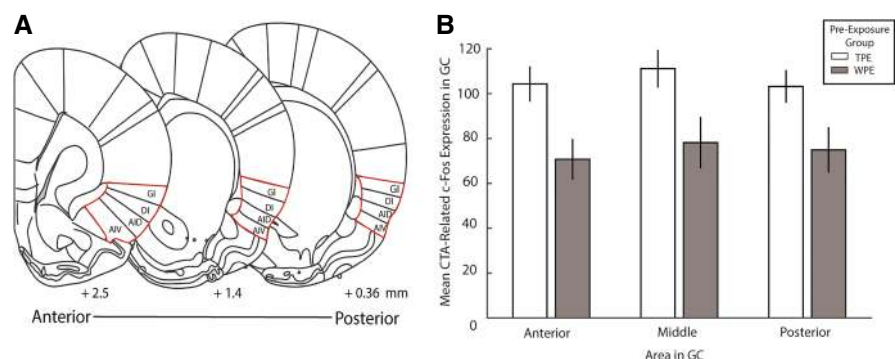 A
GI
DI
AID
AIV
GI
DI
AID
AIV
GI
DI
AID
AIV
+ 2.5
+ 1.4
+ 0.36 mm
Anterior
Posterior
B
Mean CTA-Related c-Fos Expression in GC
120
100
80
60
40
20
0
Pre-Exposure
Group
TPE
WPE
Anterior
Middle
Posterior
Area in GC